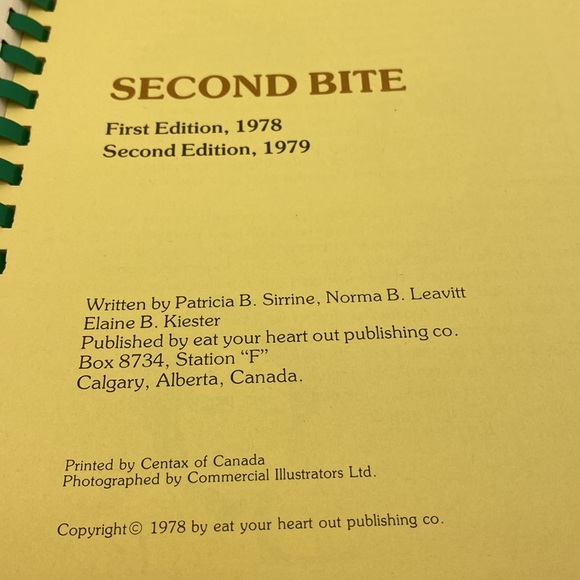 SECOND BITE
First Edition, 1978
Second Edition, 1979
Written by Patricia B. Sirrine, Norma B. Leavitt
Elaine B. Kiester
Published by eat your heart out publishing co.
Box 8734, Station “F”
Calgary, Alberta, Canada.
Printed by Centax of Canada
Photographed by Commercial Illustrators Ltd.
Copyright© 1978 by eat your heart out publishing co.